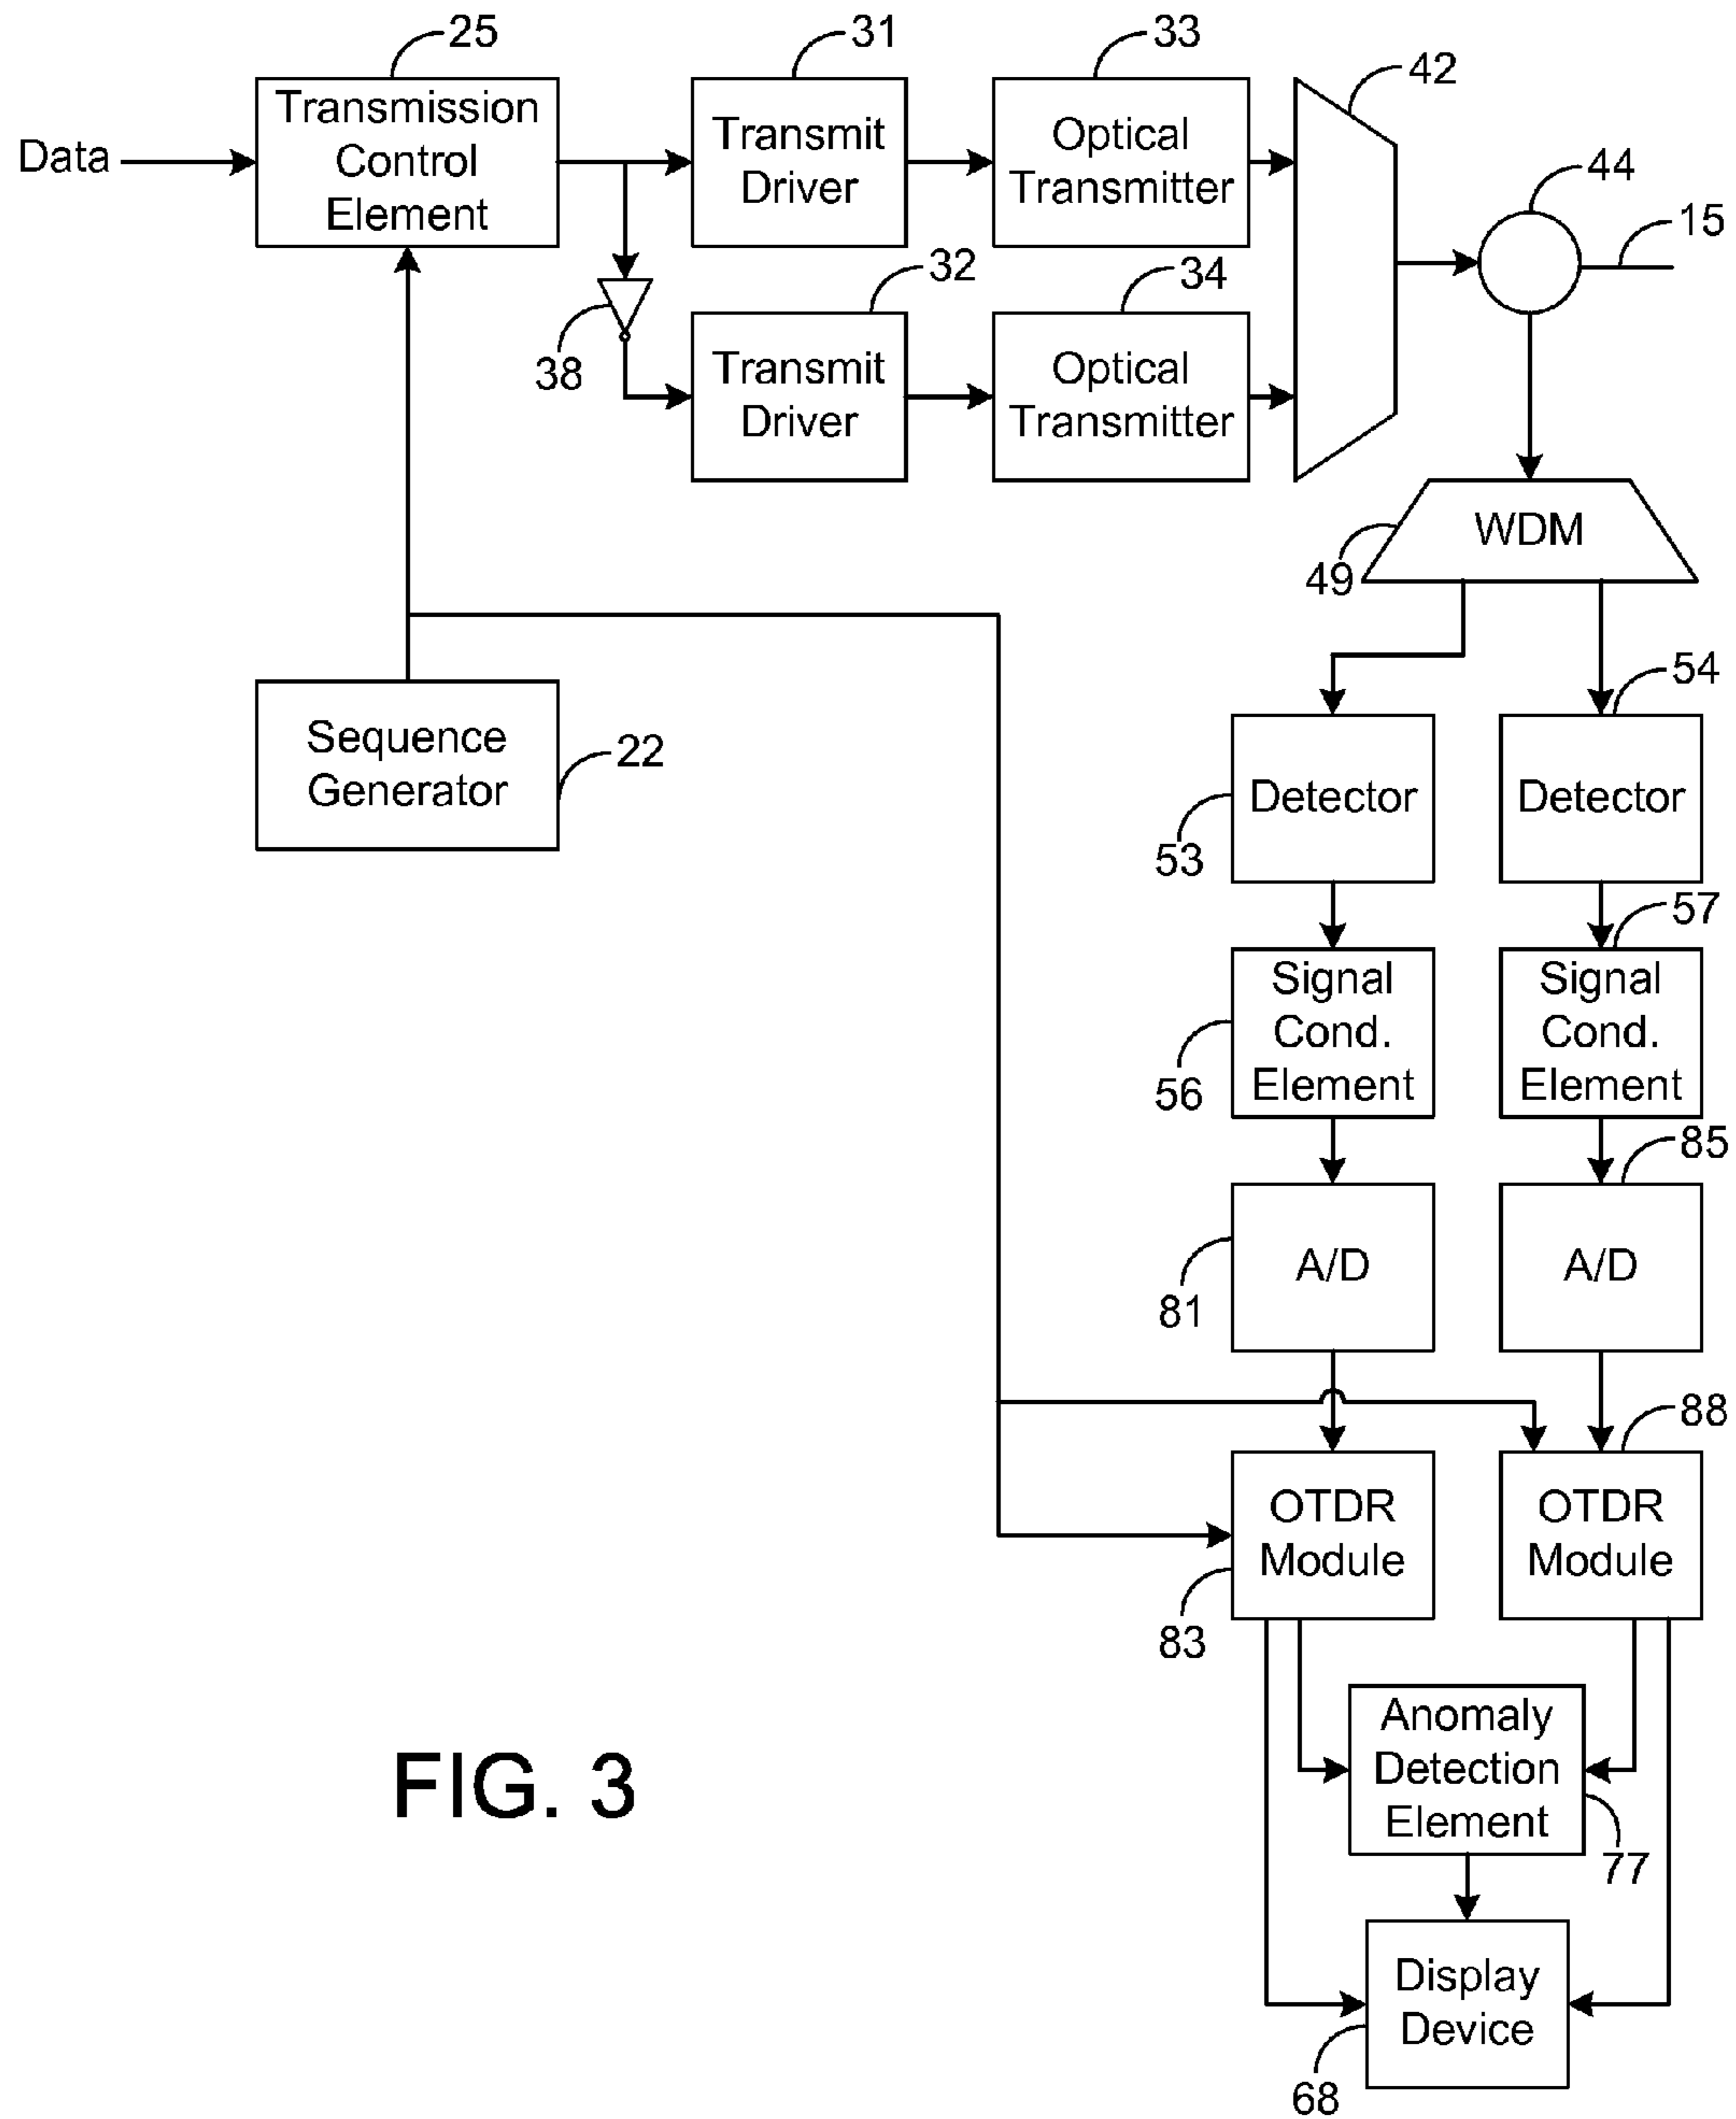 25
31
33
42
Transmission
Control
Element
Transmit
Driver
Optical
Transmitter
Data
44
15
32
34
38
Transmit
Driver
Optical
Transmitter
WDM
49
54
Sequence
Generator
22
Detector
Detector
53
57
Signal
Cond.
Element
Signal
Cond.
Element
56
85
A/D
A/D
81
88
OTDR
Module
OTDR
Module
83
Anomaly
Detection
Element
77
FIG. 3
Display
Device
68